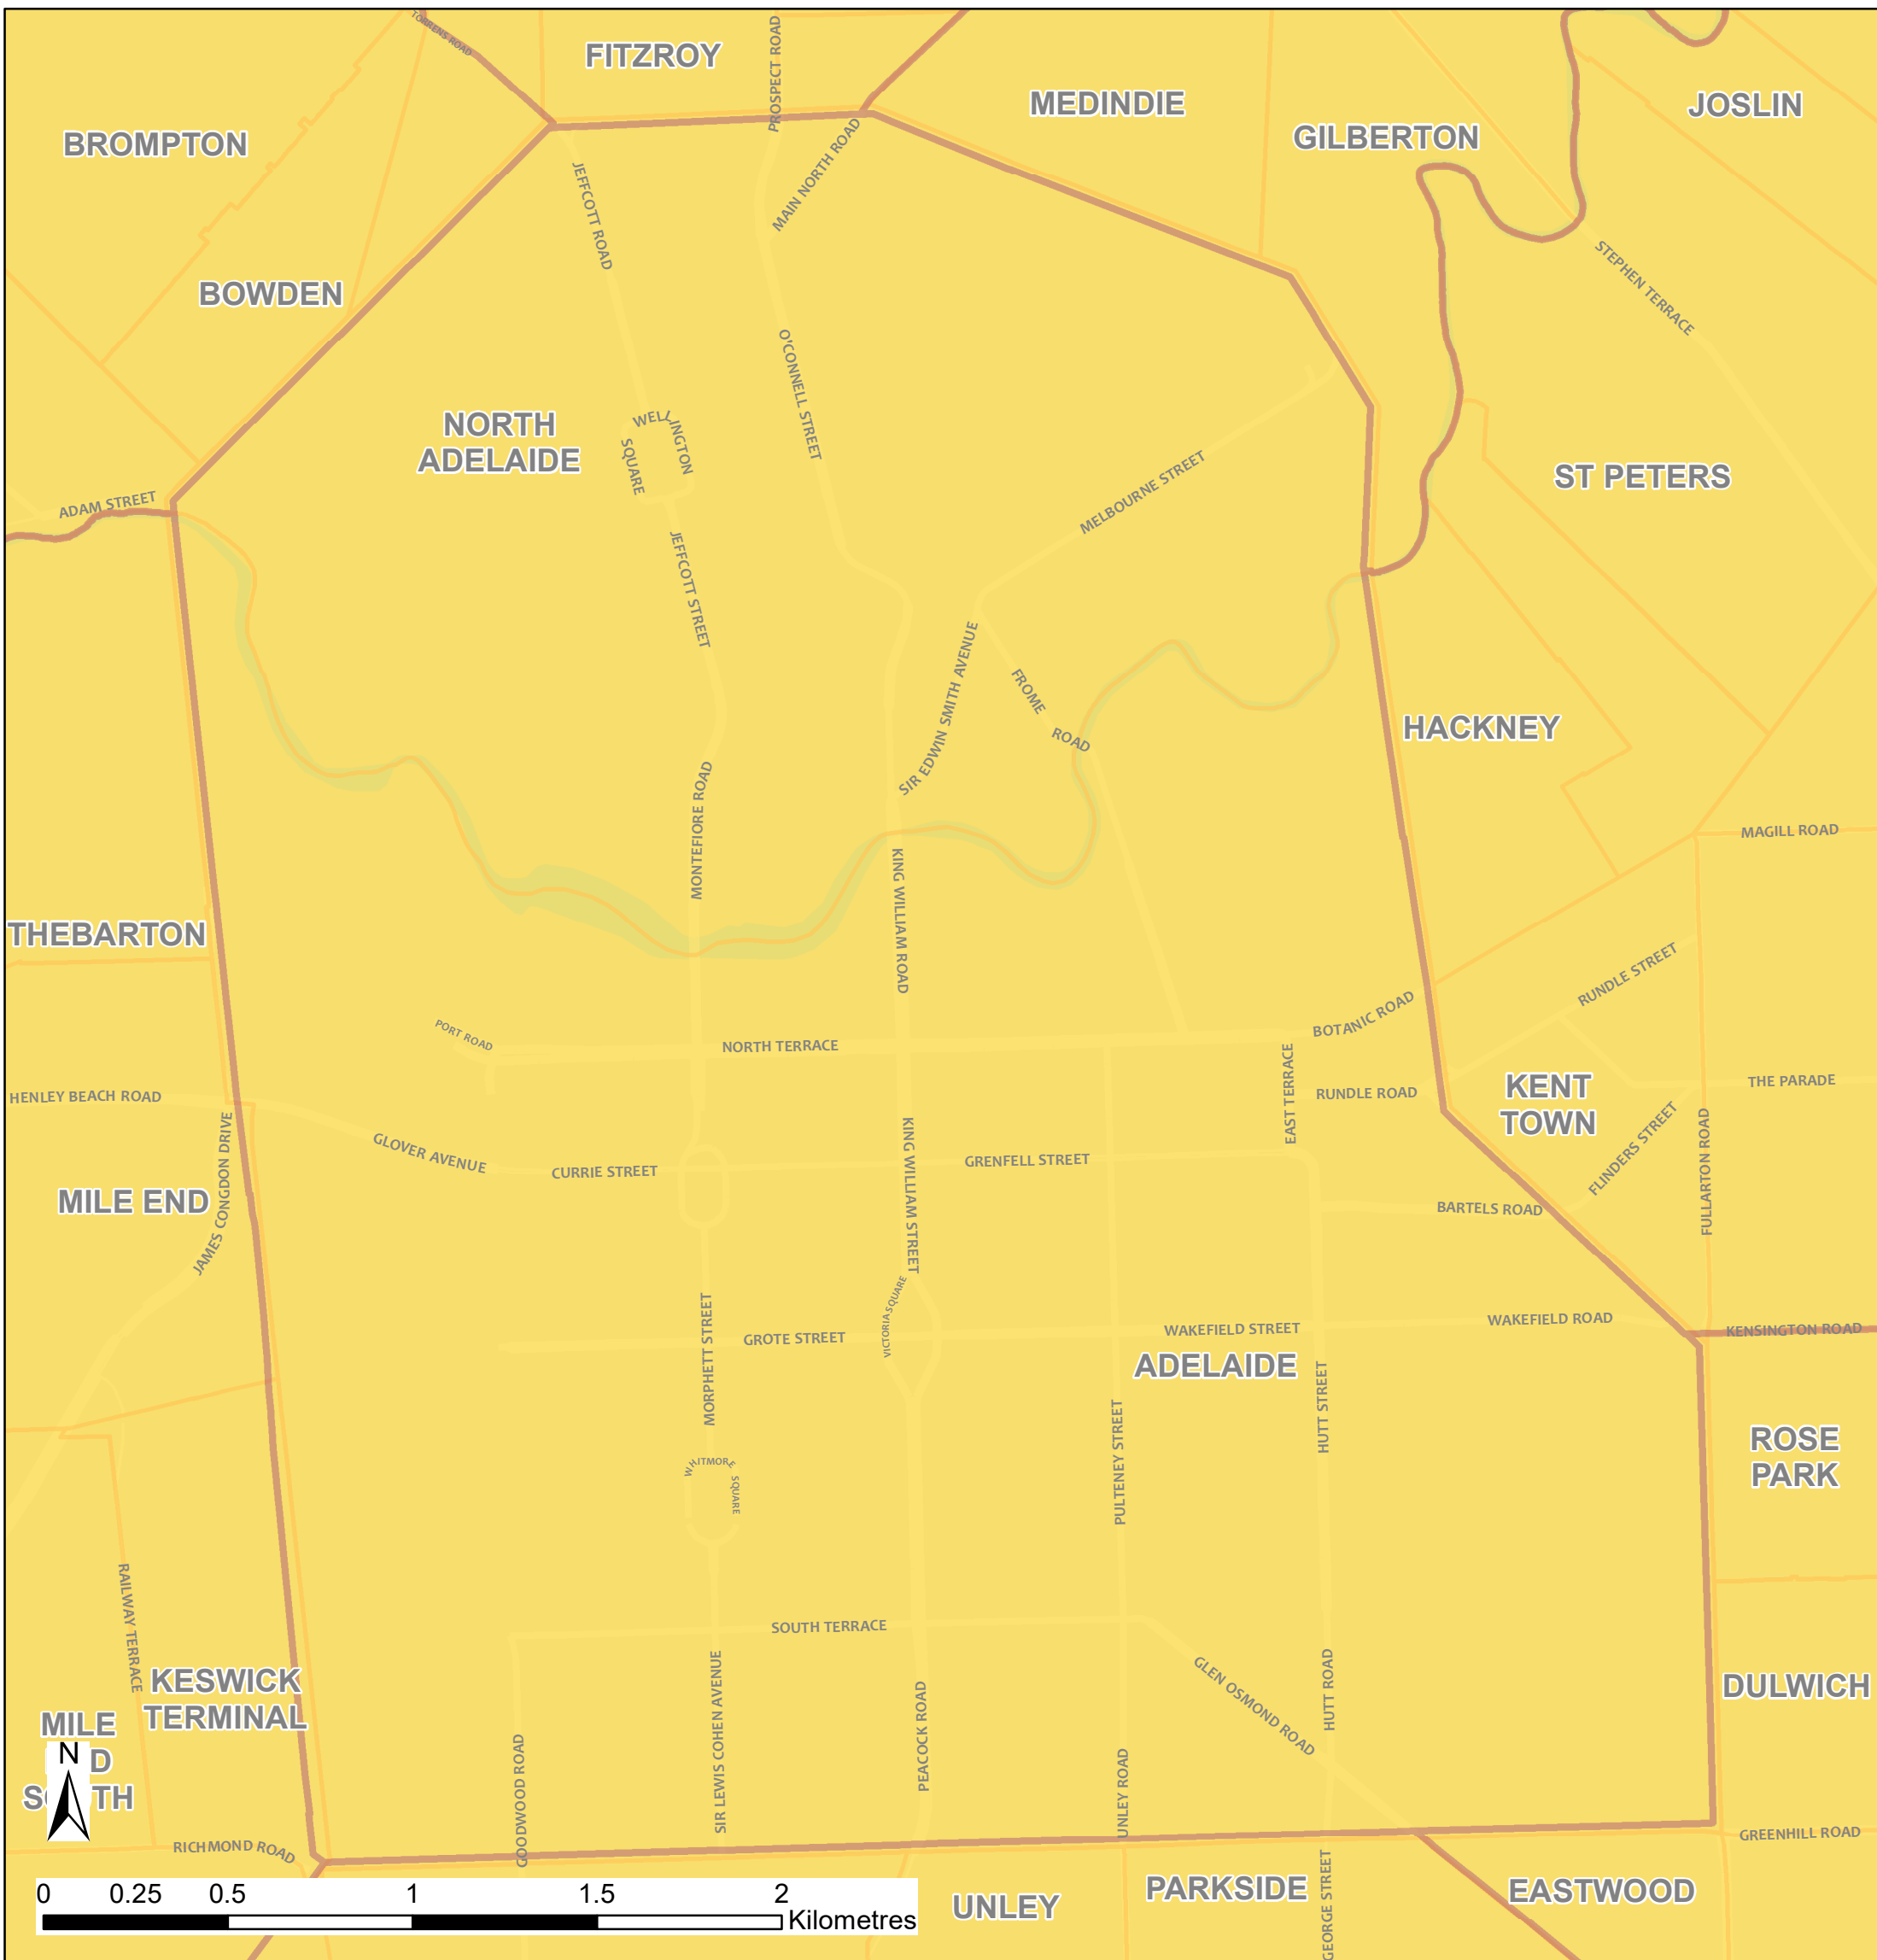 TORRENS ROAD
FITZROY
PROSPECT ROAD
MEDINDIE
JOSLIN
BROMPTON
GILBERTON
MAIN NORTH ROAD
JEFFCOTT ROAD
STEPHEN TERRACE
BOWDEN
O'CONNELL STREET
NORTH
ADELAIDE
WELLINGTON
SQUARE
MELBOURNE STREET
ST PETERS
ADAM STREET
JEFFCOTT STREET
SIR EDWIN SMITH AVENUE
FROME
ROAD
HACKNEY
MONTEFIORE ROAD
MAGILL ROAD
KING WILLIAM ROAD
THEBARTON
RUNDLE STREET
PORT ROAD
NORTH TERRACE
BOTANIC ROAD
EAST TERRACE
HENLEY BEACH ROAD
RUNDLE ROAD
KENT
TOWN
THE PARADE
JAMES CONGDON DRIVE
GLOVER AVENUE
CURRIE STREET
KING WILLIAM STREET
GRENFELL STREET
FLINDERS STREET
FULLARTON ROAD
MILE END
BARTELS ROAD
VICTORIA SQUARE
MORPHETT STREET
GROTE STREET
WAKEFIELD STREET
WAKEFIELD ROAD
KENSINGTON ROAD
ADELAIDE
HUTT STREET
PULTENEY STREET
ROSE
PARK
WHITMORE
SQUARE
RAILWAY TERRACE
SOUTH TERRACE
KESWICK
TERMINAL
SIR LEWIS COHEN AVENUE
PEACOCK ROAD
GLEN OSMOND ROAD
HUTT ROAD
DULWICH
MILE
N
GOODWOOD ROAD
UNLEY ROAD
RICHMOND ROAD
GREENHILL ROAD
GEORGE STREET
UNLEY
PARKSIDE
EASTWOOD
0 0.25 0.5 1 1.5 2
Kilometres